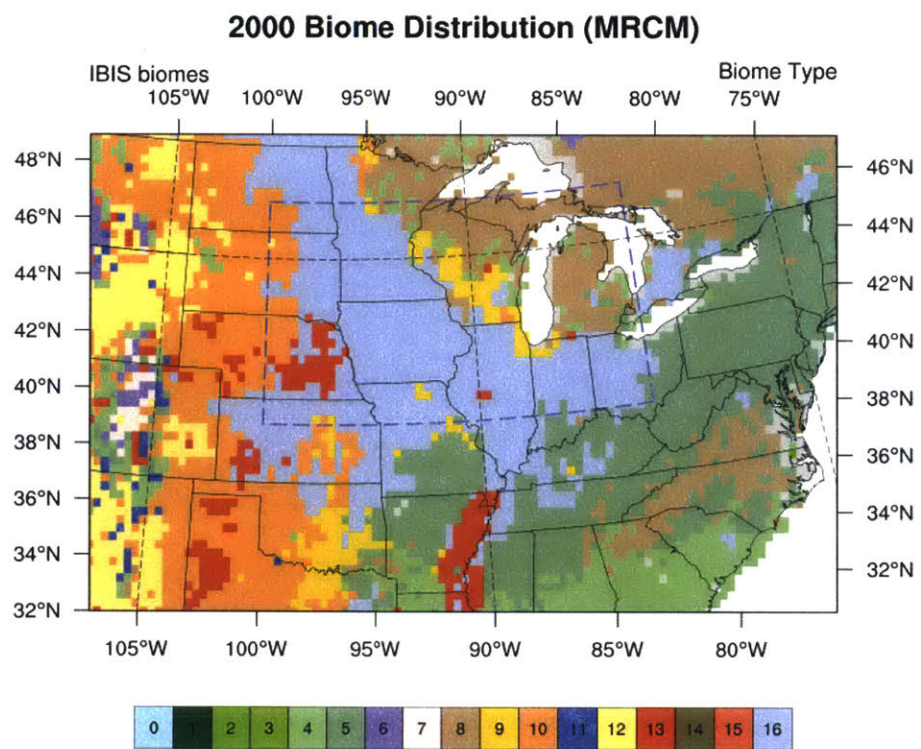 2000 Biome Distribution (MRCM)
IBIS biomes Biome Type
105°W 100°W 95°W 90°W 85°W 80°W 75°W
48°N 46°N
46°N 44°N
44°N 42°N
42°N 40°N
40°N 38°N
38°N 36°N
36°N 34°N
34°N 32°N
32°N
105°W 100°W 95°W 90°W 85°W 80°W
0 1 2 3 4 5 6 7 8 9 10 11 12 13 14 15 16